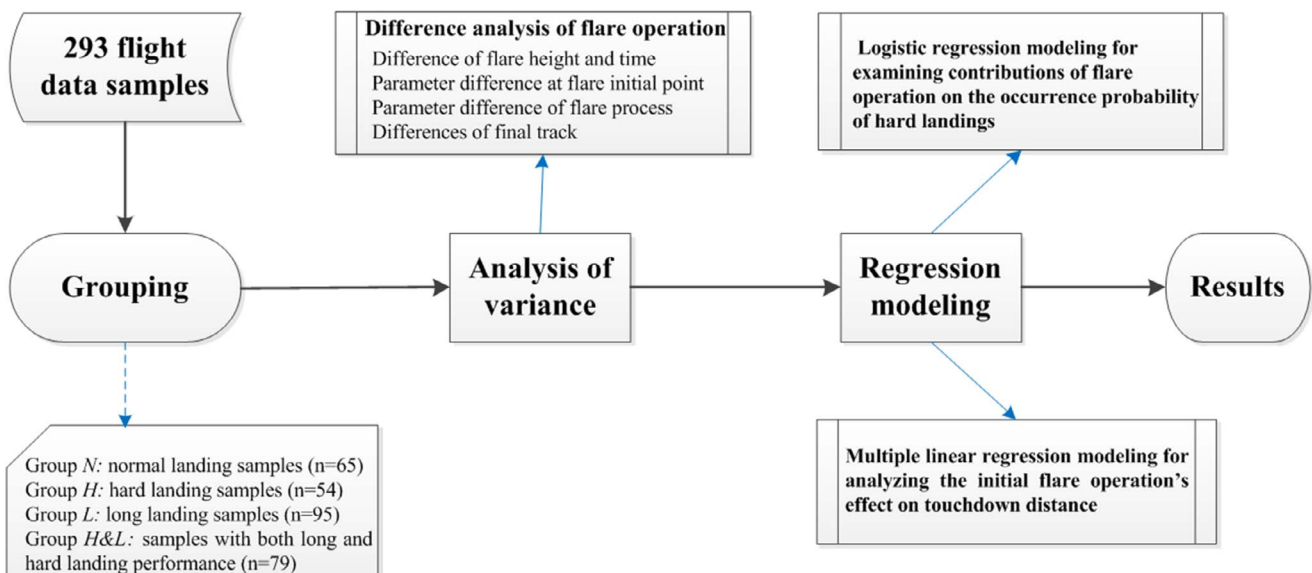 293 flight
data samples
Difference analysis of flare operation
Difference of flare height and time
Parameter difference at flare initial point
Parameter difference of flare process
Differences of final track
Logistic regression modeling for
examining contributions of flare
operation on the occurrence probability
of hard landings
Grouping
Analysis of
variance
Regression
modeling
Results
Group N: normal landing samples (n=65)
Group H: hard landing samples (n=54)
Group L: long landing samples (n=95)
Group H&L: samples with both long and
hard landing performance (n=79)
Multiple linear regression modeling for
analyzing the initial flare operation's
effect on touchdown distance